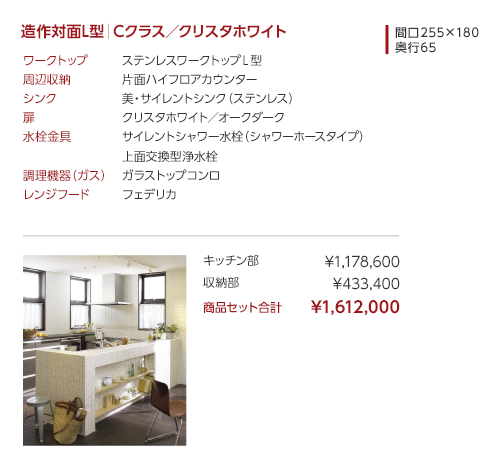 造作対面L型｜Cクラス／クリスタホワイト
間口255×180
奥行65
ワークトップ ステンレスワークトップL型
周辺収納 片面ハイフロアカウンター
シンク 美・サイレントシンク（ステンレス）
扉 クリスタホワイト／オークダーク
水栓金具 サイレントシャワー水栓（シャワーホースタイプ）
上面交換型浄水栓
調理機器（ガス） ガラストップコンロ
レンジフード フェデリカ
キッチン部 ¥1,178,600
収納部 ¥433,400
商品セット合計 ¥1,612,000